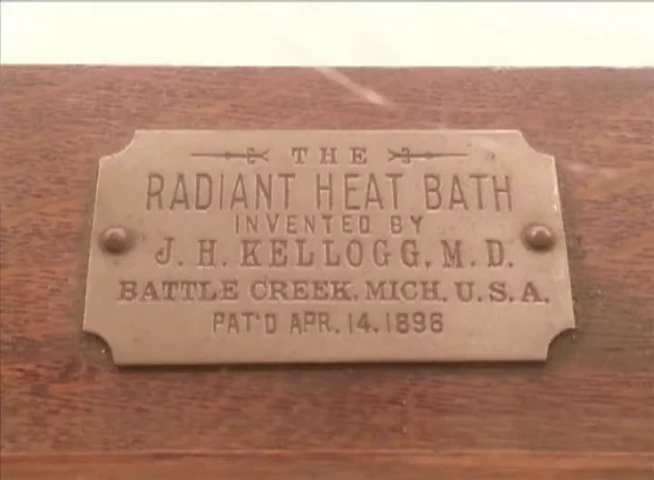 THE
RADIANT HEAT BATH
INVENTED BY
J. H. KELLOGG, M. D.
BATTLE CREEK, MICH. U. S. A.
PAT'D APR. 14. 1896